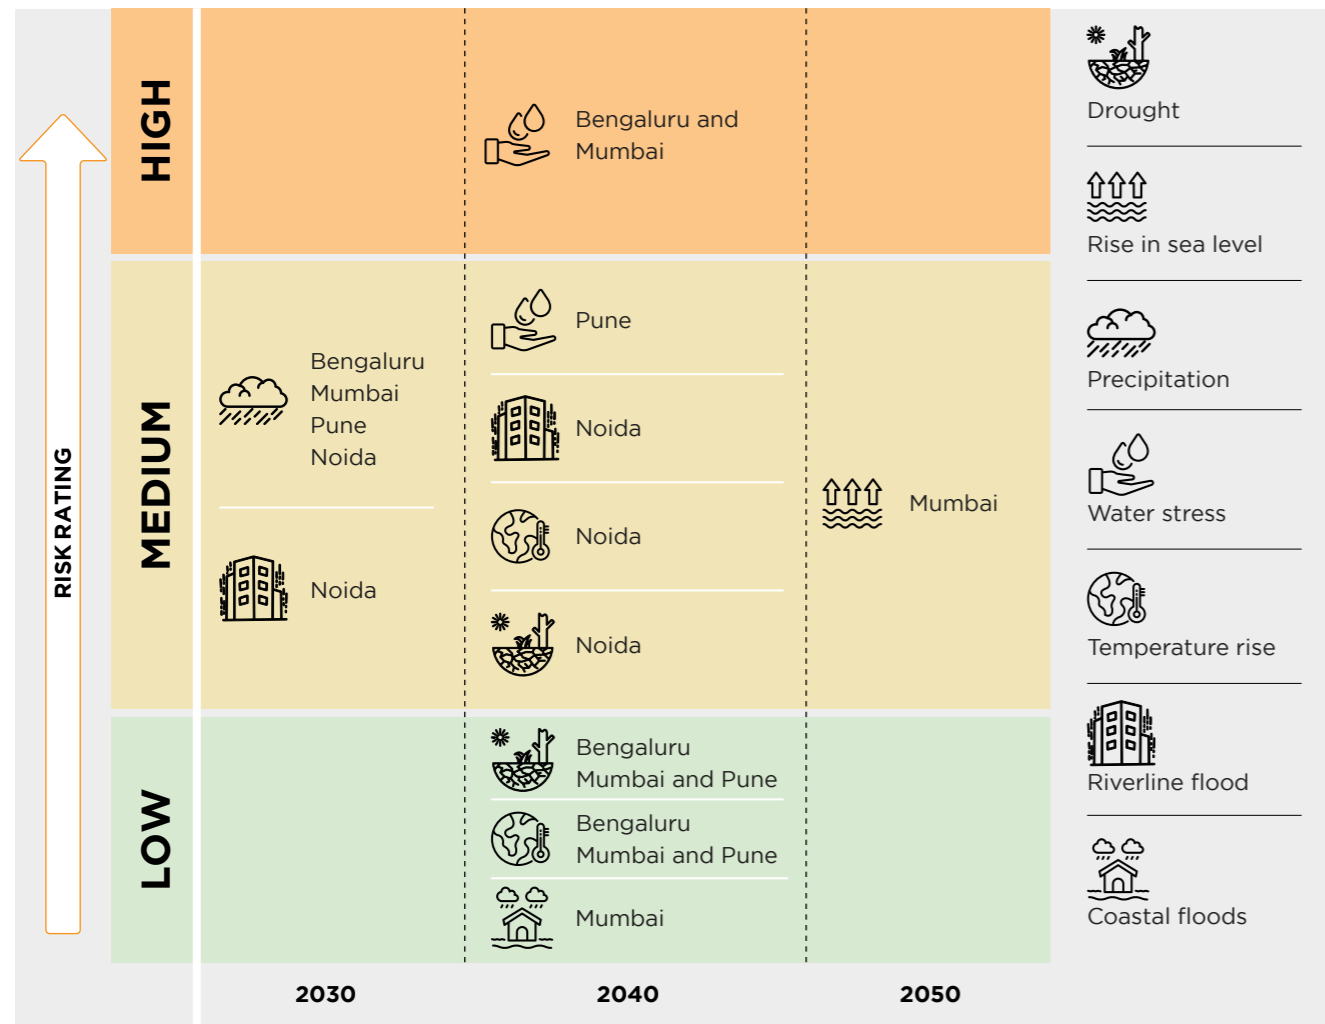 RISK RATING
HIGH
Bengaluru and
Mumbai
MEDIUM
Bengaluru
Mumbai
Pune
Noida
Noida
Pune
Noida
Noida
Noida
Mumbai
LOW
Bengaluru
Mumbai and Pune
Bengaluru
Mumbai and Pune
Mumbai
2030
2040
2050
Drought
Rise in sea level
Precipitation
Water stress
Temperature rise
Riverline flood
Coastal floods